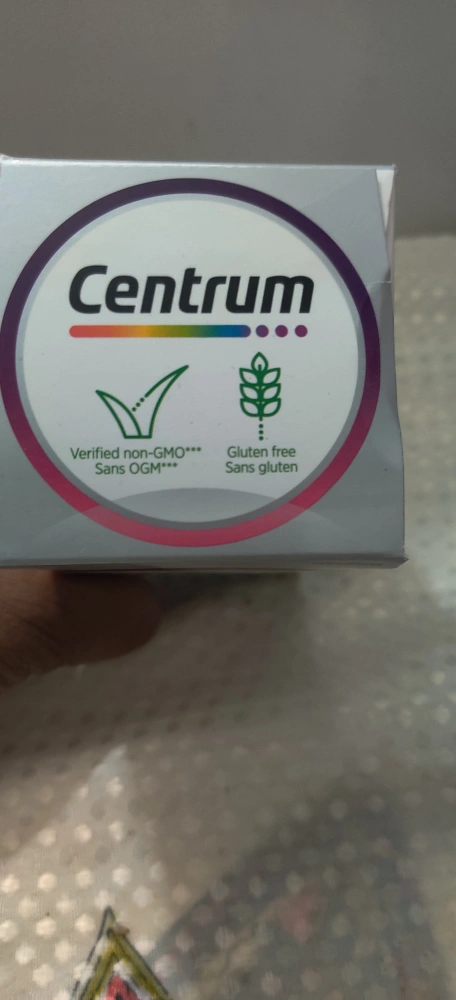 Centrum
Verified non-GMO***
Sans OGM***
Gluten free
Sans gluten